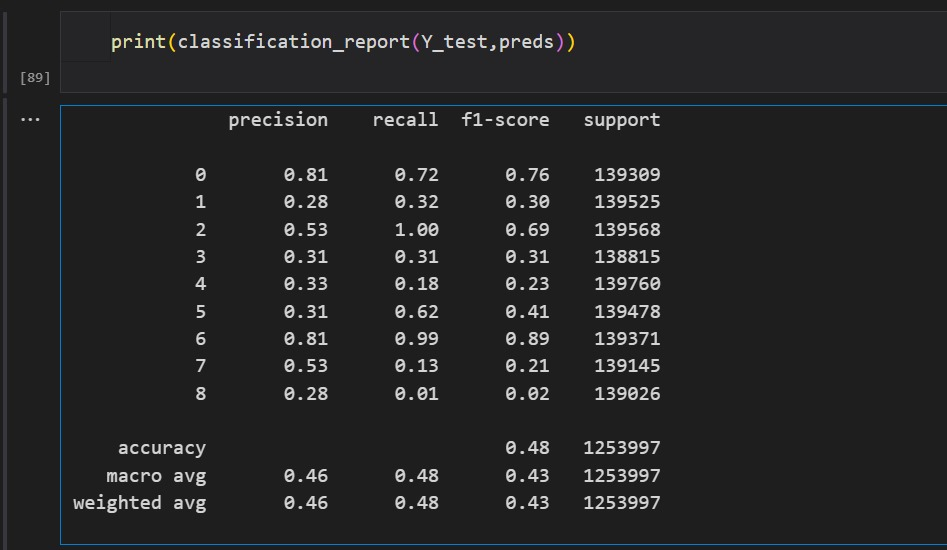 print(classification_report(Y_test,preds))
[89]
...
precision recall f1-score support
0 0.81 0.72 0.76 139309
1 0.28 0.32 0.30 139525
2 0.53 1.00 0.69 139568
3 0.31 0.31 0.31 138815
4 0.33 0.18 0.23 139760
5 0.31 0.62 0.41 139478
6 0.81 0.99 0.89 139371
7 0.53 0.13 0.21 139145
8 0.28 0.01 0.02 139026
accuracy 0.48 1253997
macro avg 0.46 0.48 0.43 1253997
weighted avg 0.46 0.48 0.43 1253997